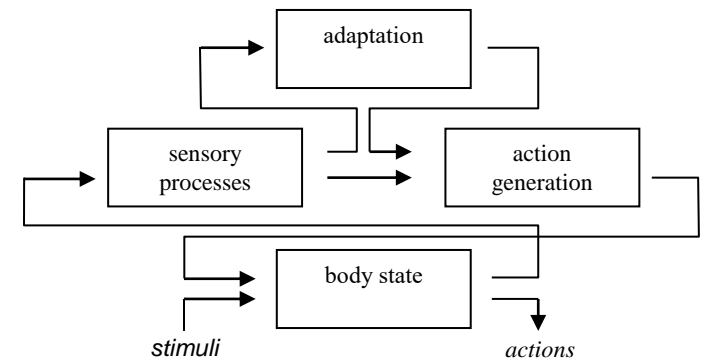 adaptation
sensory
processes
action
generation
body state
stimuli
actions